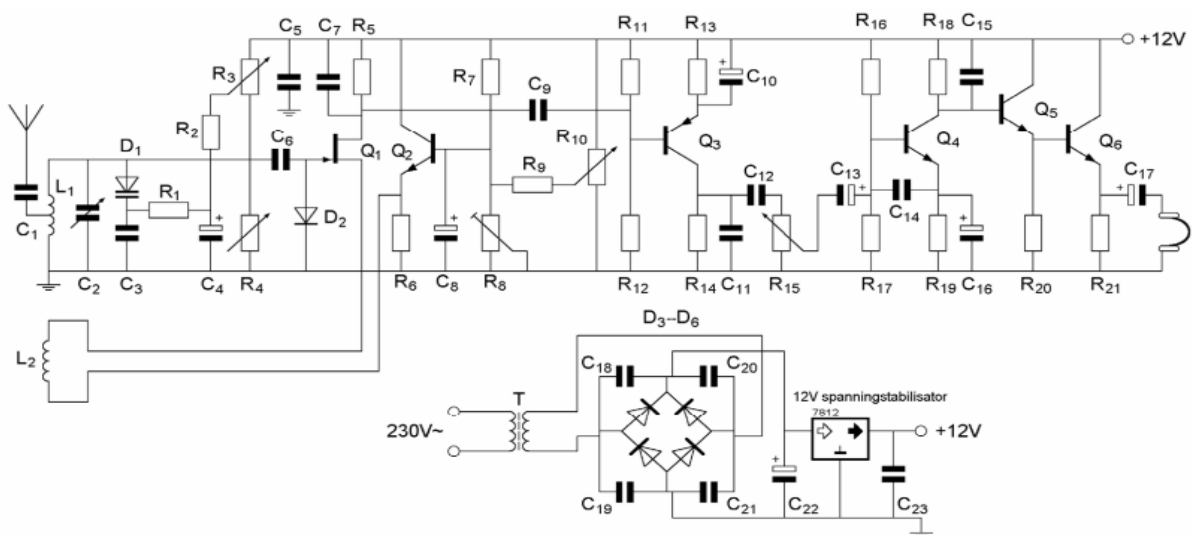 C5 C7 R5 R11 R13 R16 R18 C15
+12V
R3 R7 C9 + C10
R2 C6 R10 Q5
D1 Q1 Q2 Q3 Q4 Q6
L1 R1 R9 C12 C13 + + C17
C1 + D2 + C14 +
C2 C3 C4 R4 R6 C8 R8 R12 R14 C11 R15 R17 R19 C16 R20 R21
D3--D6
L2 C18 C20
T 12V spanningstabilisator
7812
230V~ +12V
+
C19 C21 C22 C23